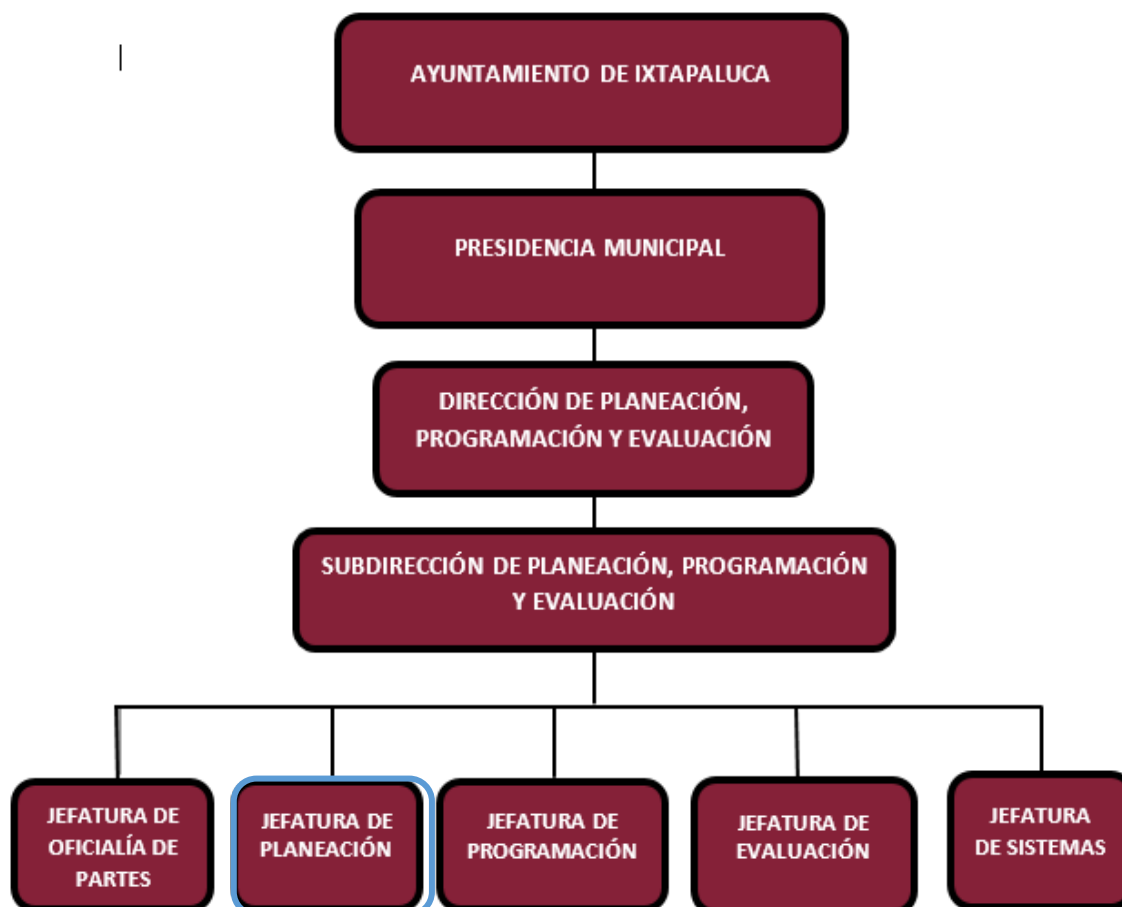 AYUNTAMIENTO DE IXTAPALUCA
PRESIDENCIA MUNICIPAL
DIRECCIÓN DE PLANEACIÓN,
PROGRAMACIÓN Y EVALUACIÓN
SUBDIRECCIÓN DE PLANEACIÓN, PROGRAMACIÓN
Y EVALUACIÓN
JEFATURA DE
OFICIALÍA DE
PARTES
JEFATURA DE
PLANEACIÓN
JEFATURA DE
PROGRAMACIÓN
JEFATURA DE
EVALUACIÓN
JEFATURA
DE SISTEMAS